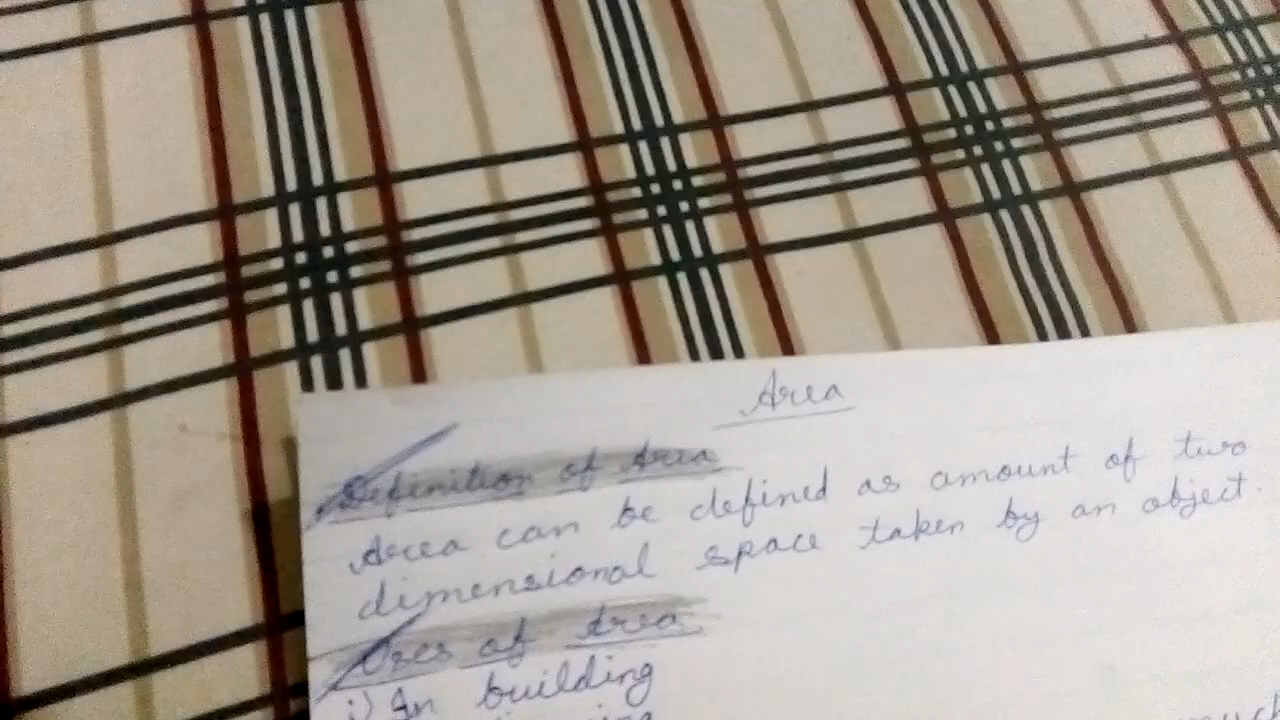 Area
Definition of Area
Area can be defined as amount of two
dimensional space taken by an object.
Uses of Area
i) In building